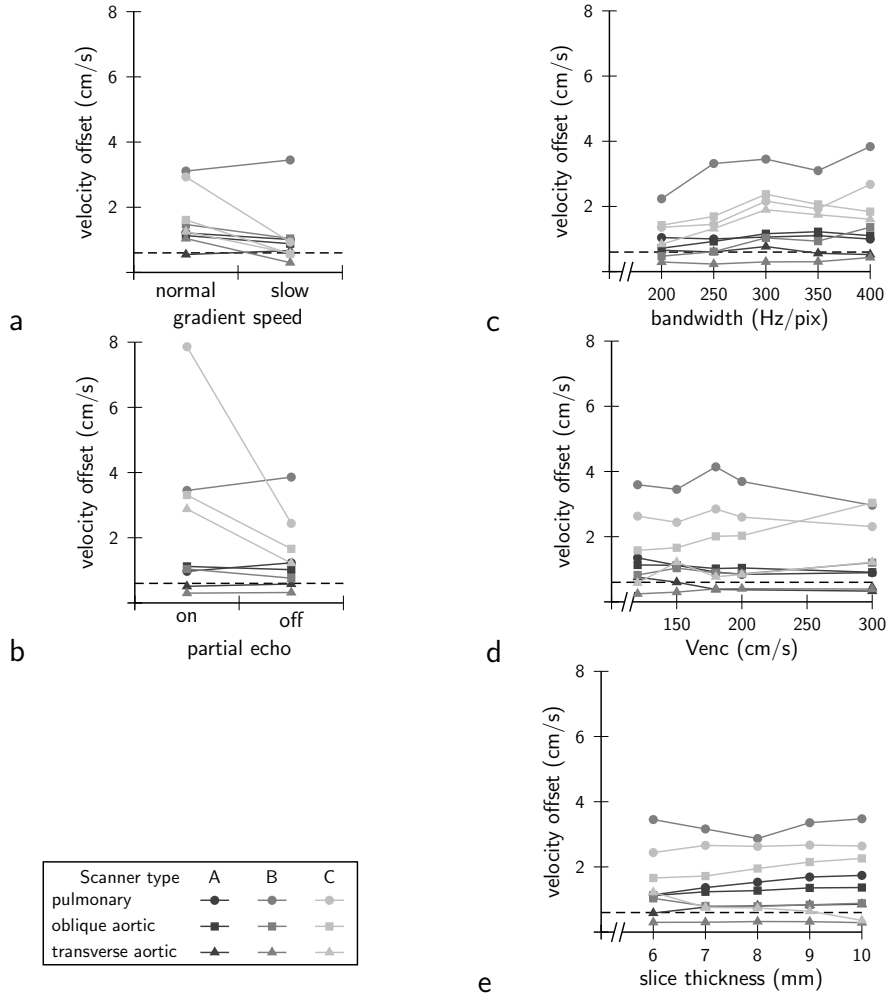 8
6
4
2
velocity offset (cm/s)
normal slow
gradient speed
a
8
6
4
2
velocity offset (cm/s)
200 250 300 350 400
bandwidth (Hz/pix)
c
8
6
4
2
velocity offset (cm/s)
on off
partial echo
b
8
6
4
2
velocity offset (cm/s)
150 200 300
Venc (cm/s)
d
8
6
4
2
velocity offset (cm/s)
6 7 8 9 10
slice thickness (mm)
e
Scanner type A B C
pulmonary
oblique aortic
transverse aortic